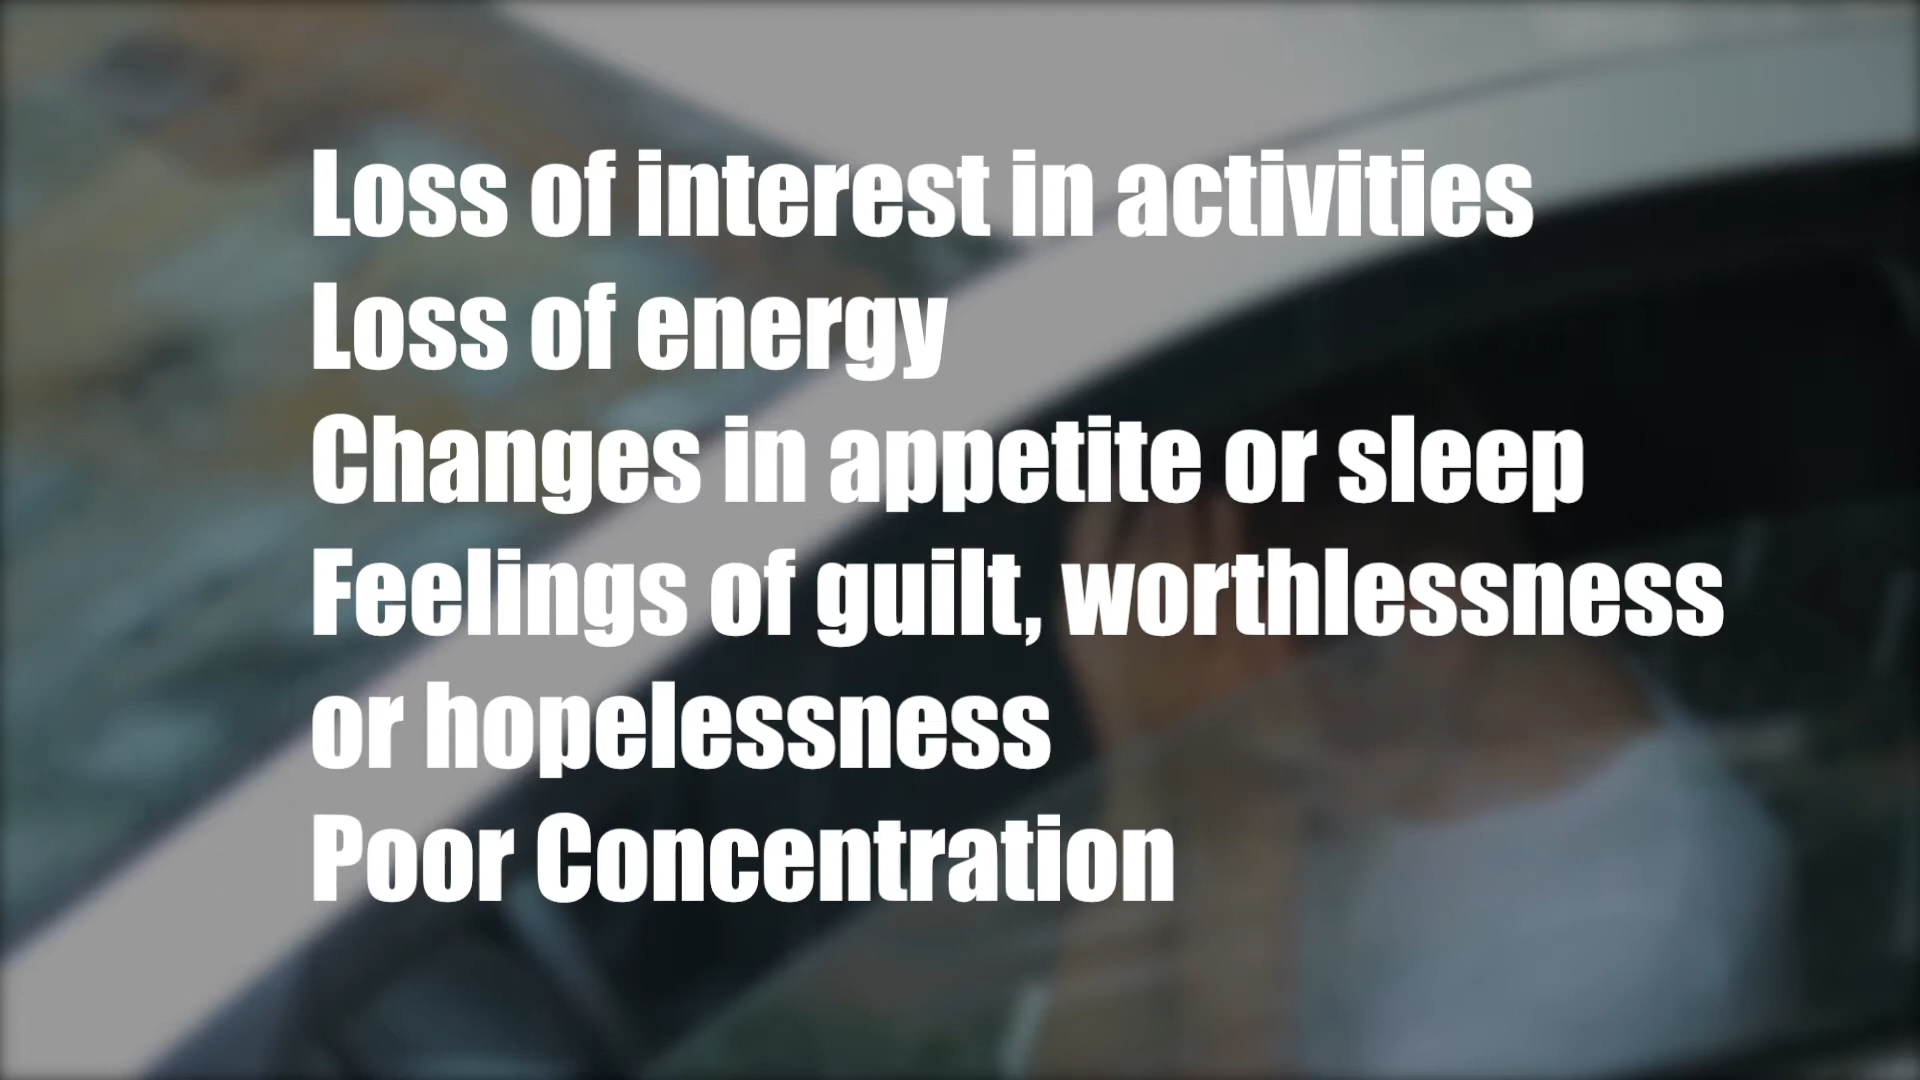 Loss of interest in activities
Loss of energy
Changes in appetite or sleep
Feelings of guilt, worthlessness
or hopelessness
Poor Concentration